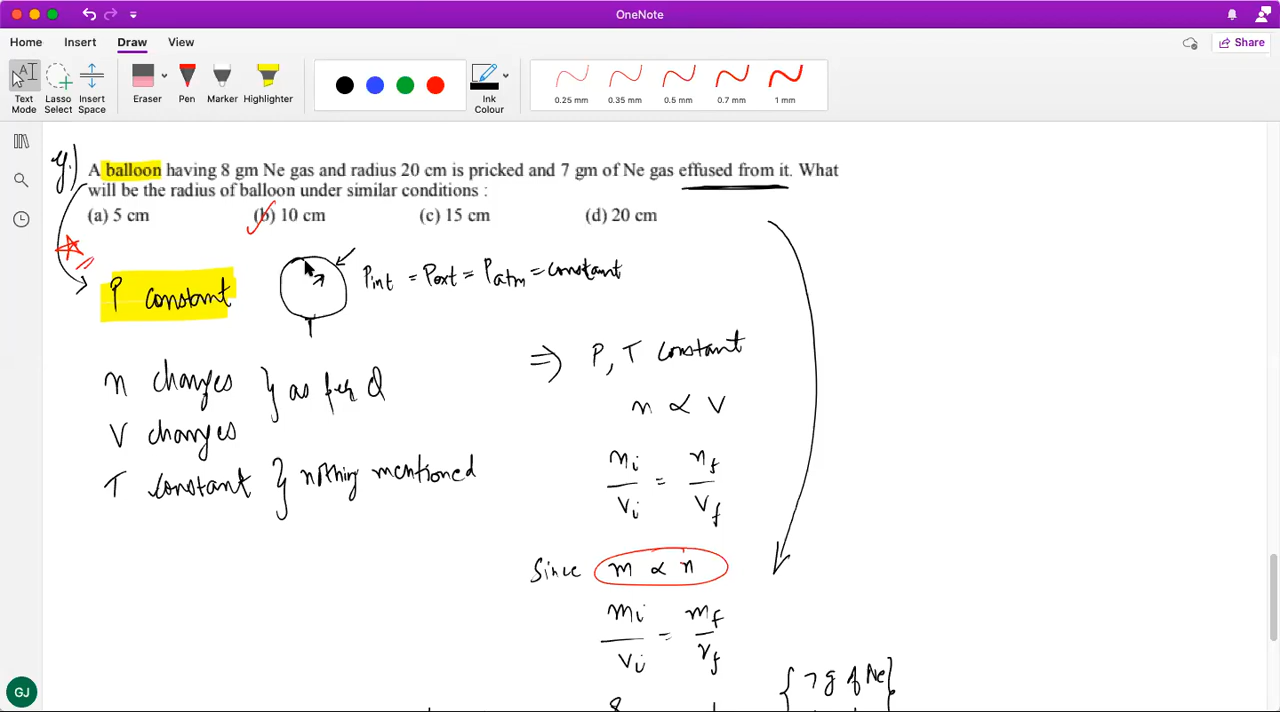 OneNote
Home Insert Draw View
Share
Text Mode
Lasso Select
Insert Space
Eraser
Pen
Marker
Highlighter
Ink Colour
0.25 mm
0.35 mm
0.5 mm
0.7 mm
1 mm
A balloon having 8 gm Ne gas and radius 20 cm is pricked and 7 gm of Ne gas effused from it. What
will be the radius of balloon under similar conditions :
(a) 5 cm (b) 10 cm (c) 15 cm (d) 20 cm
P constant
Pint = Pext = Patm = constant
⇒ P, T constant
n changes } as per Q
n ∝ V
V changes
ni/Vi = nf/Vf
T constant } nothing mentioned
Since m ∝ n
mi/Vi = mf/Vf
{ 7 g of Ne
8
GJ